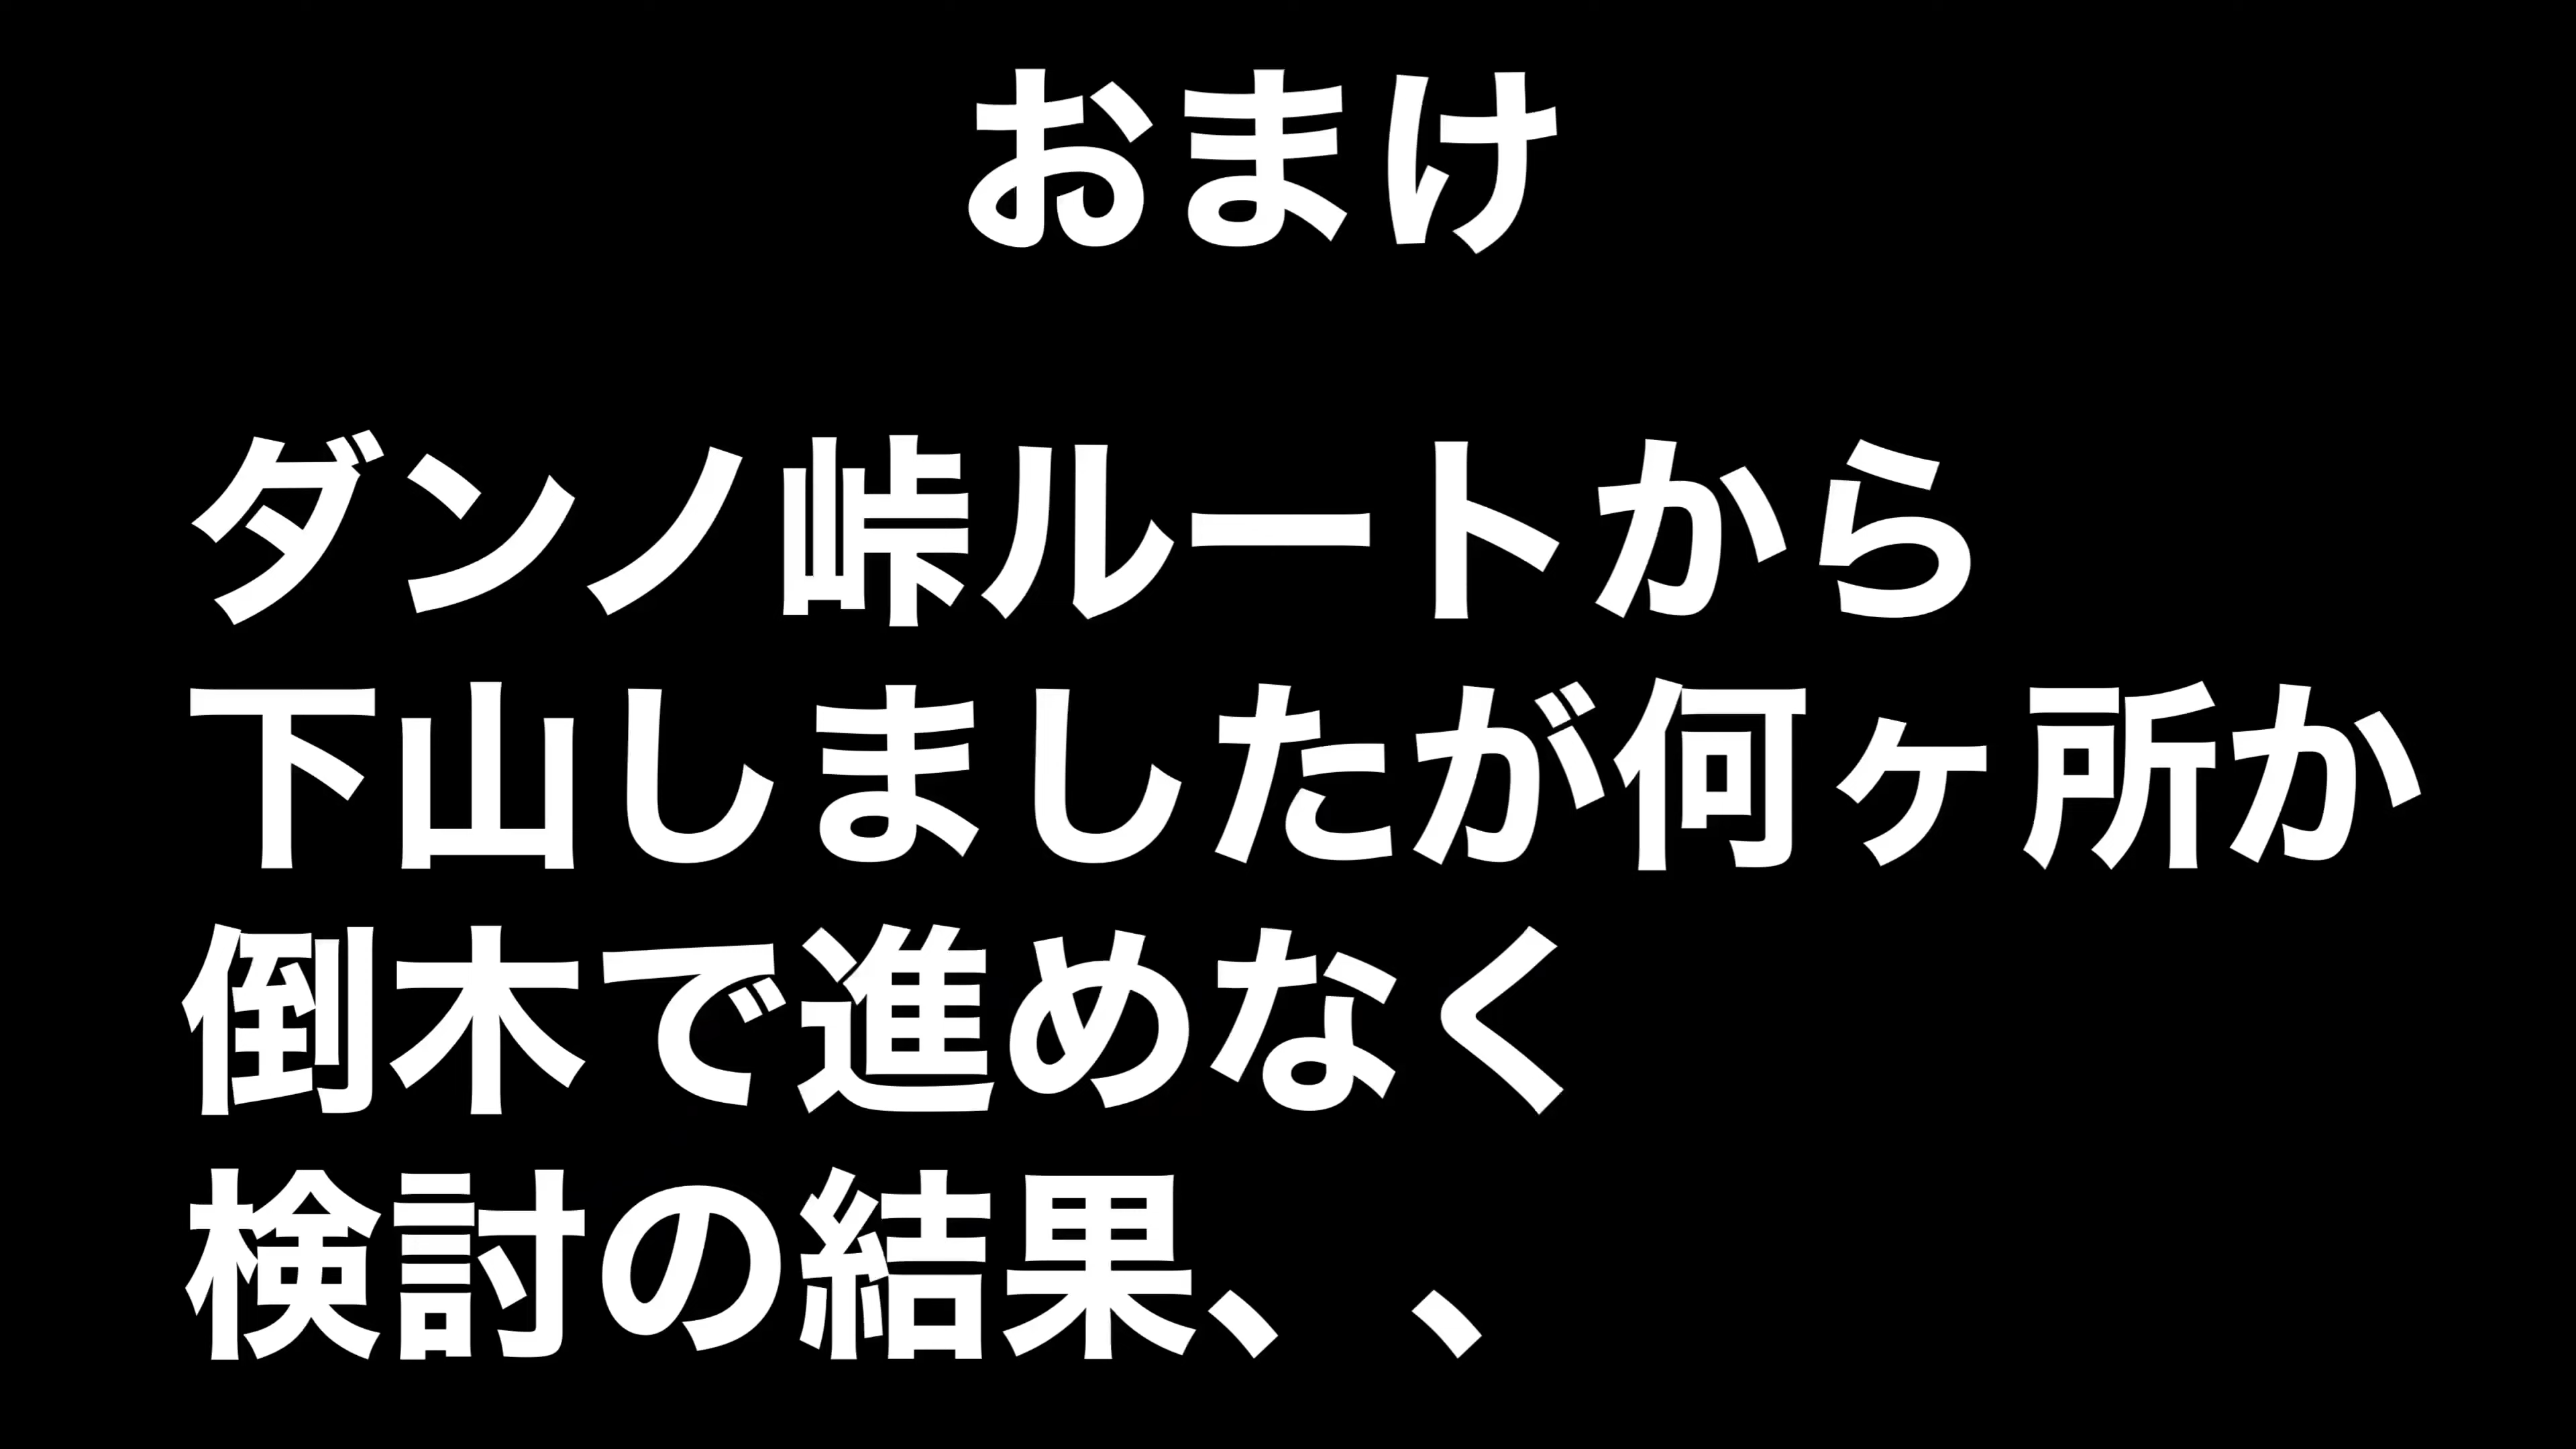 おまけ
ダンノ峠ルートから
下山しましたが何ヶ所か
倒木で進めなく
検討の結果、、